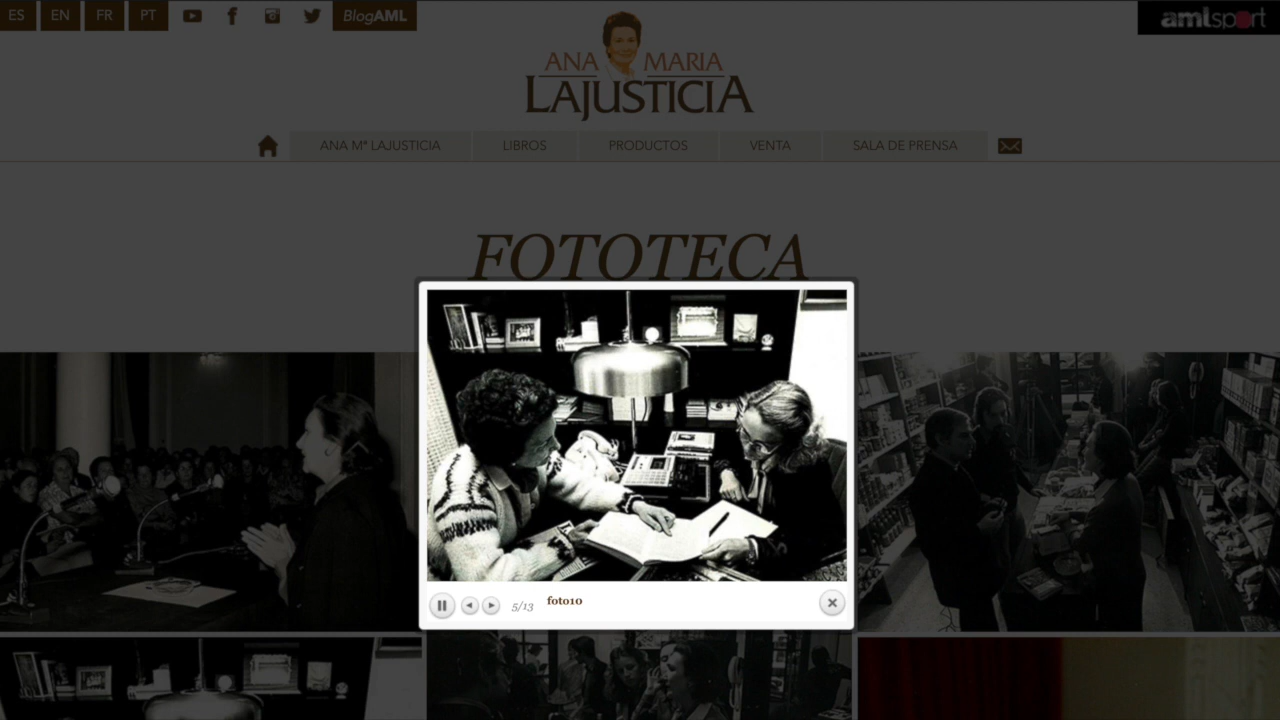 ES EN FR PT BlogAML
amlsport
ANA MARIA
LAJUSTICIA
ANA Mª LAJUSTICIA LIBROS PRODUCTOS VENTA SALA DE PRENSA
FOTOTECA
5/13 foto10